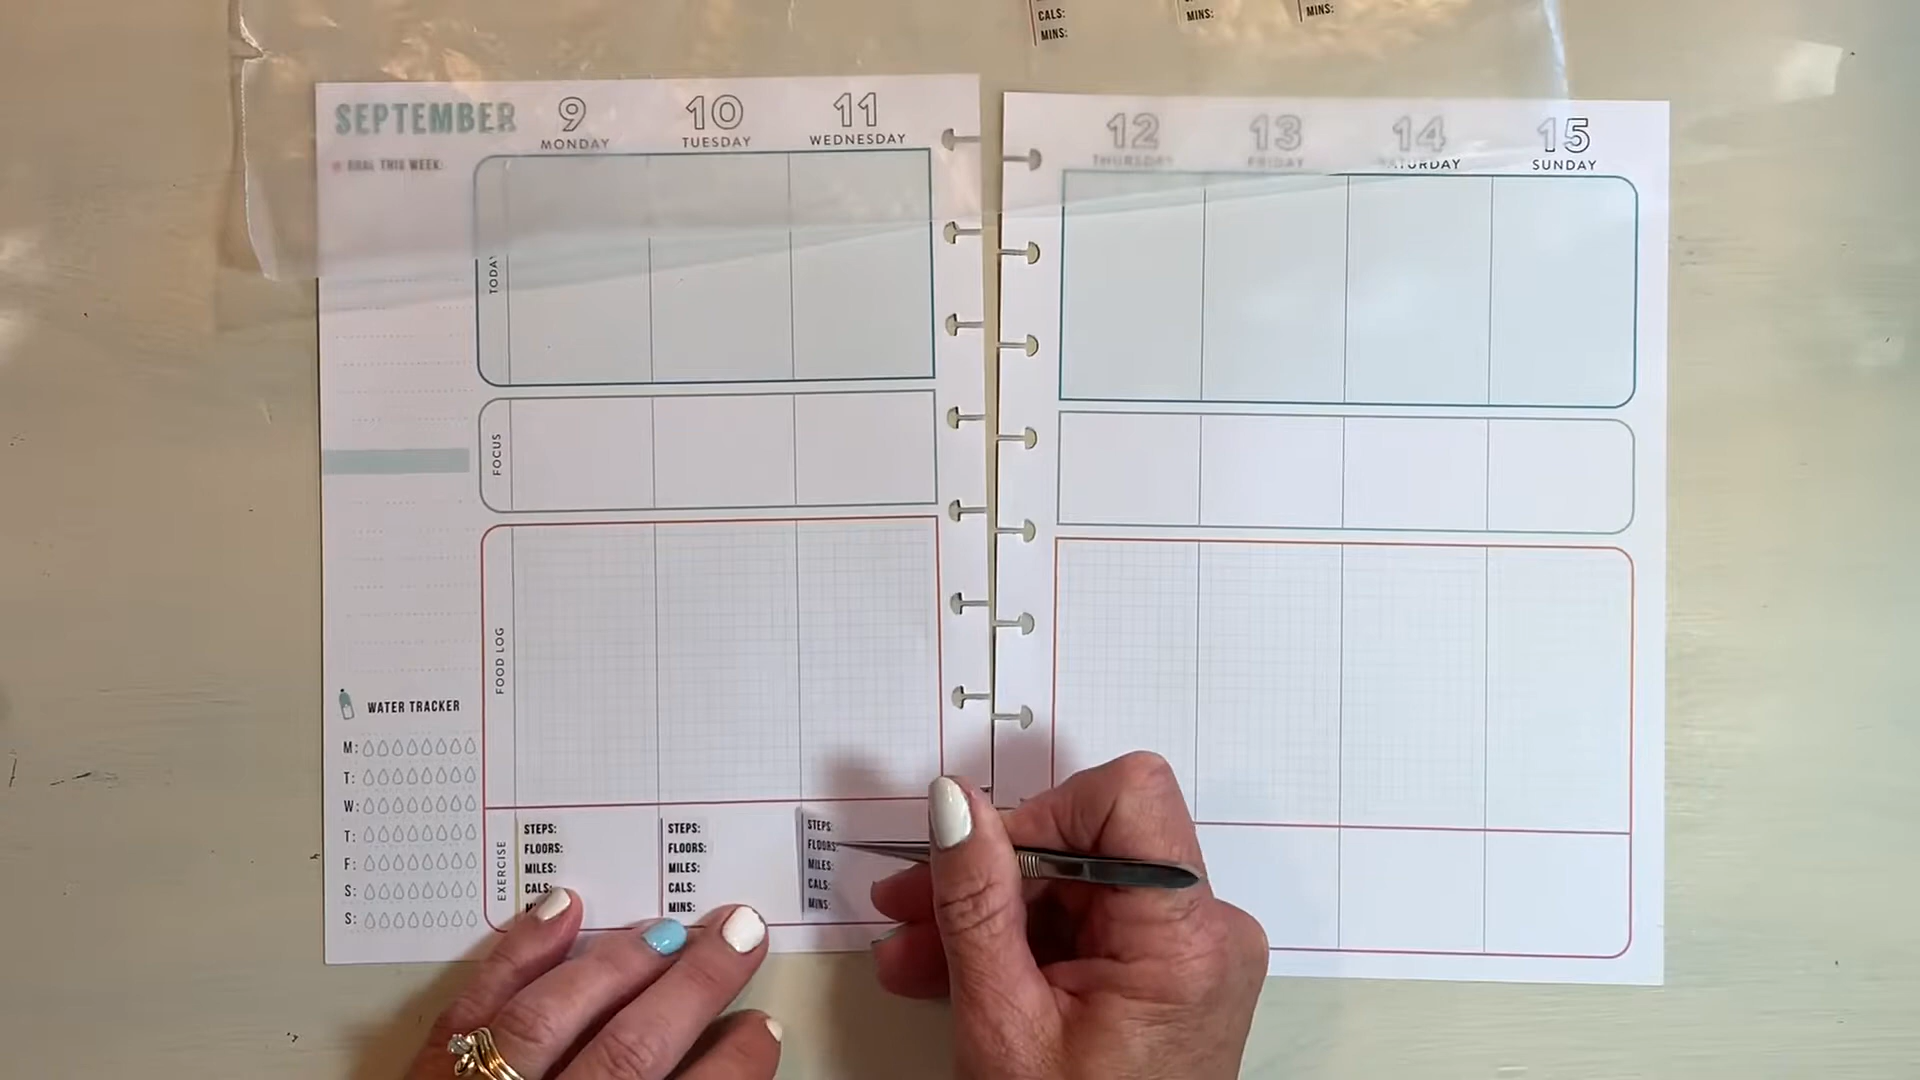 CALS:
MINS:
MINS:
MINS:
SEPTEMBER
9
MONDAY
10
TUESDAY
11
WEDNESDAY
12
THURSDAY
13
FRIDAY
14
SATURDAY
15
SUNDAY
GOAL THIS WEEK:
TODAY
FOCUS
FOOD LOG
WATER TRACKER
M:
T:
W:
T:
F:
S:
S:
EXERCISE
STEPS:
FLOORS:
MILES:
CALS:
STEPS:
FLOORS:
MILES:
CALS:
MINS:
STEPS:
FLOORS:
MILES:
CALS:
MINS: